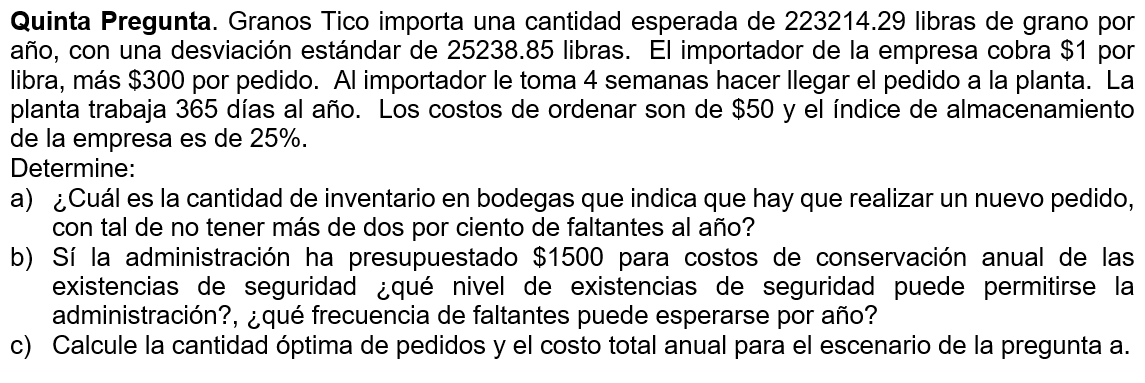 Quinta Pregunta. Granos Tico importa una cantidad esperada de 223214.29 libras de grano por
año, con una desviación estándar de 25238.85 libras. El importador de la empresa cobra $1 por
libra, más $300 por pedido. Al importador le toma 4 semanas hacer llegar el pedido a la planta. La
planta trabaja 365 días al año. Los costos de ordenar son de $50 y el índice de almacenamiento
de la empresa es de 25%.
Determine:
a) ¿Cuál es la cantidad de inventario en bodegas que indica que hay que realizar un nuevo pedido,
con tal de no tener más de dos por ciento de faltantes al año?
b) Sí la administración ha presupuestado $1500 para costos de conservación anual de las
existencias de seguridad ¿qué nivel de existencias de seguridad puede permitirse la
administración?, ¿qué frecuencia de faltantes puede esperarse por año?
c) Calcule la cantidad óptima de pedidos y el costo total anual para el escenario de la pregunta a.